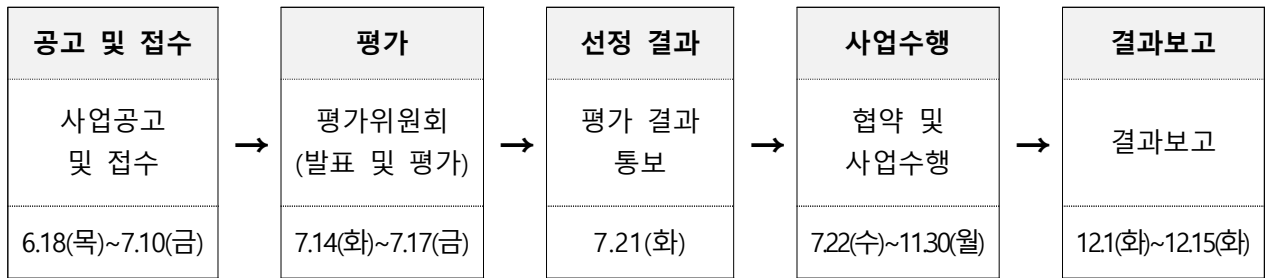 공고 및 접수
사업공고
및 접수
6.18(목)~7.10(금)
→
평가
평가위원회
(발표 및 평가)
7.14(화)~7.17(금)
→
선정 결과
평가 결과
통보
7.21(화)
→
사업수행
협약 및
사업수행
7.22(수)~11.30(월)
→
결과보고
결과보고
12.1(화)~12.15(화)